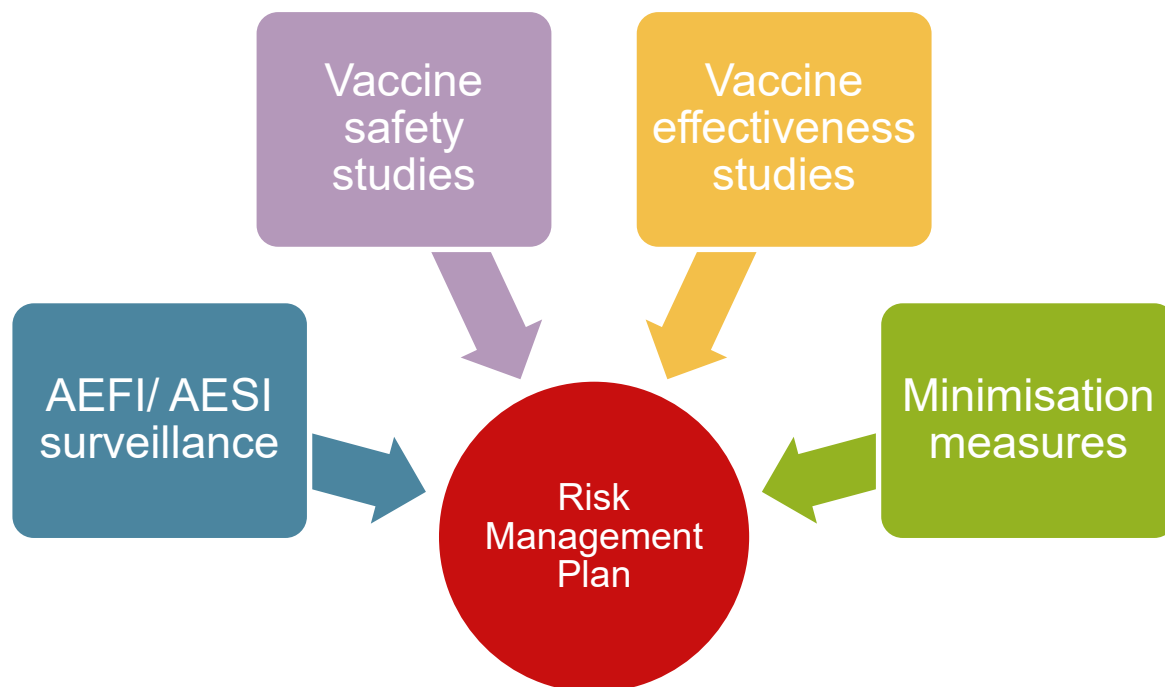 Vaccine
safety
studies
Vaccine
effectiveness
studies
AEFI/ AESI
surveillance
Minimisation
measures
Risk
Management
Plan